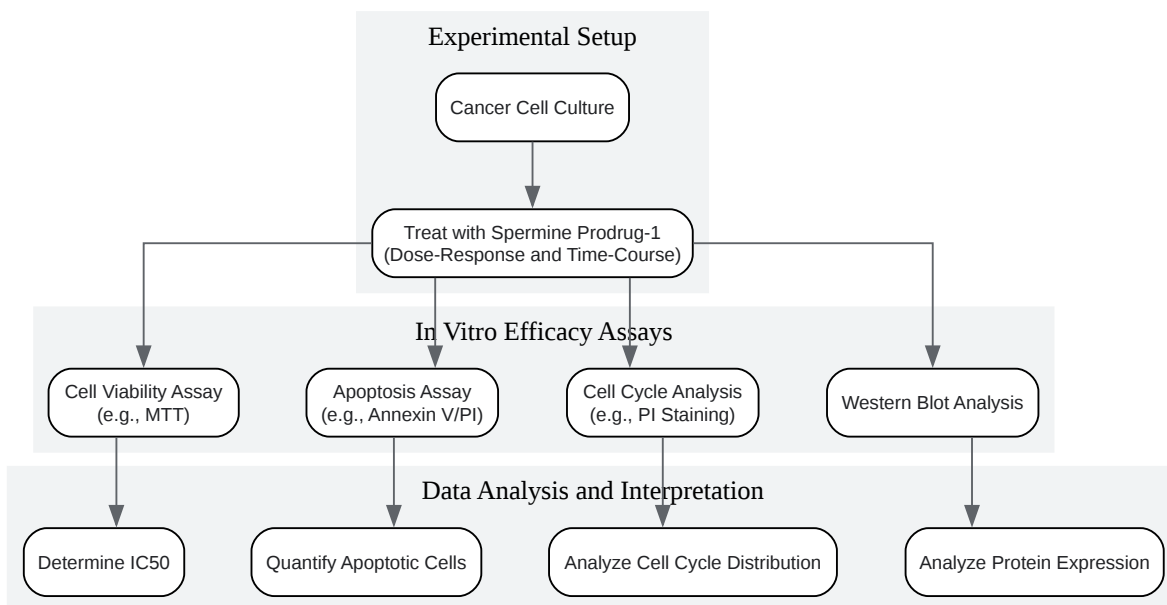 Experimental Setup
Cancer Cell Culture
Treat with Spermine Prodrug-1
(Dose-Response and Time-Course)
In Vitro Efficacy Assays
Cell Viability Assay
(e.g., MTT)
Apoptosis Assay
(e.g., Annexin V/PI)
Cell Cycle Analysis
(e.g., PI Staining)
Western Blot Analysis
Data Analysis and Interpretation
Determine IC50
Quantify Apoptotic Cells
Analyze Cell Cycle Distribution
Analyze Protein Expression